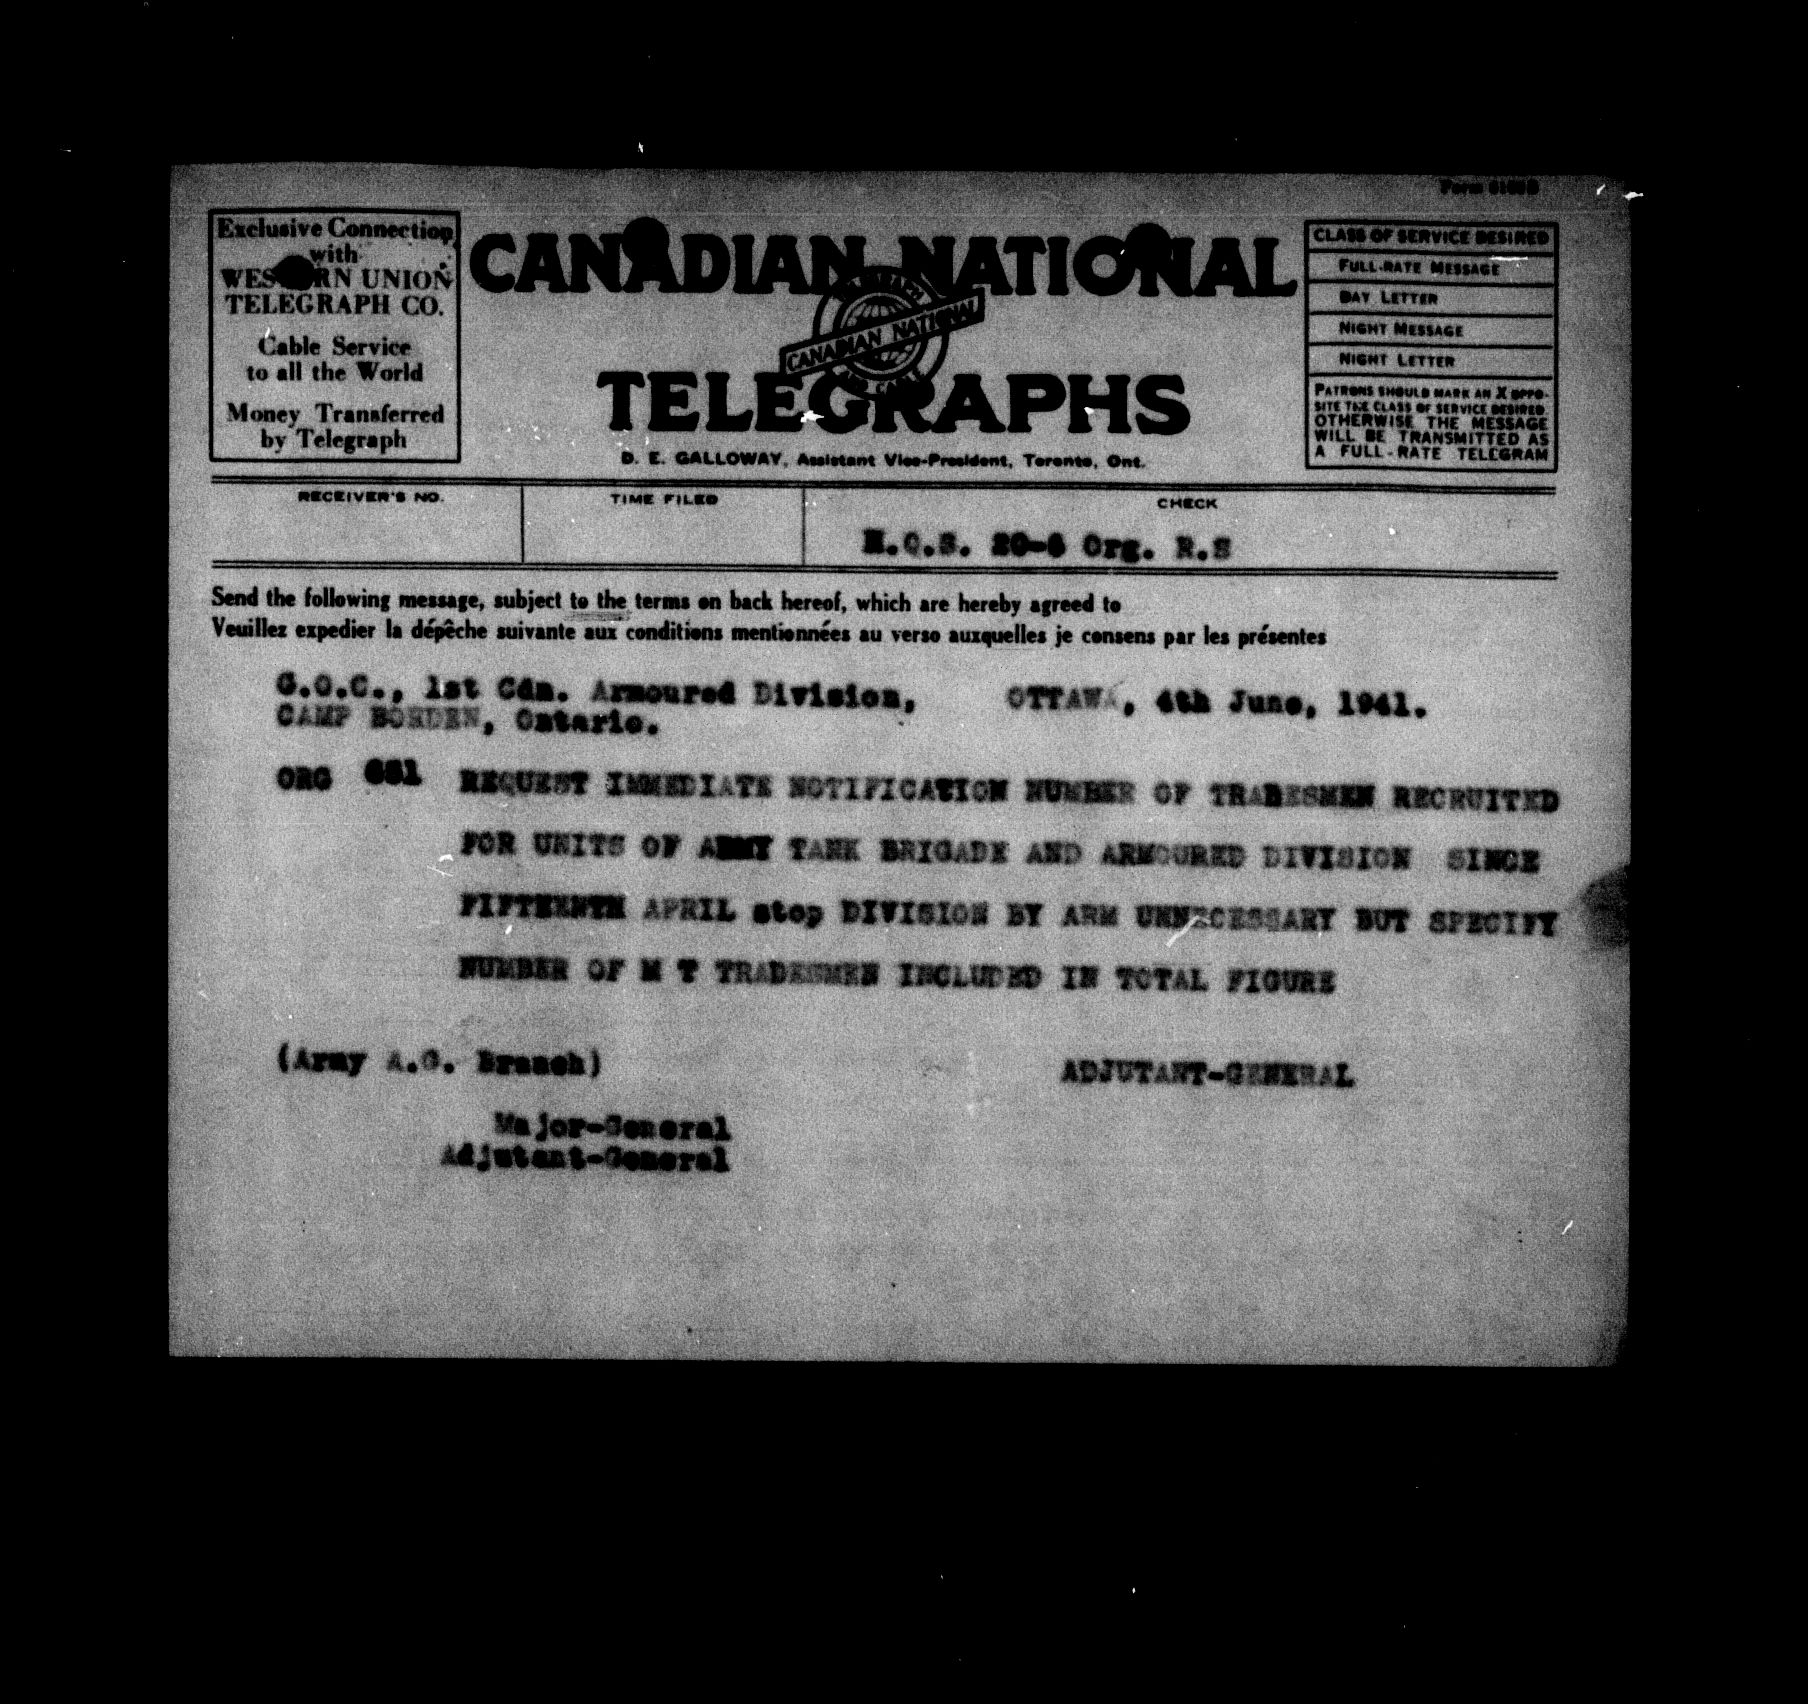 Exclusive Connection
with
WESTERN UNION
TELEGRAPH CO.
Cable Service
to all the World
Money Transferred
by Telegraph
CANADIAN NATIONAL
CANADIAN NATIONAL
TELEGRAPHS
D. E. GALLOWAY, Assistant Vice-President, Toronto, Ont.
Form
CLASS OF SERVICE DESIRED
FULL-RATE MESSAGE
DAY LETTER
NIGHT MESSAGE
NIGHT LETTER
PATRONS SHOULD MARK AN X OPPO-
SITE THE CLASS OF SERVICE DESIRED
OTHERWISE THE MESSAGE
WILL BE TRANSMITTED AS
A FULL-RATE TELEGRAM
RECEIVER'S NO.
TIME FILED
CHECK
H.Q.S. 20-6 Org. R.S
Send the following message, subject to the terms on back hereof, which are hereby agreed to
Veuillez expedier la dépêche suivante aux conditions mentionnées au verso auxquelles je consens par les présentes
G.O.C., 1st Cdn. Armoured Division, OTTAWA, 4th June, 1941.
CAMP BORDEN, Ontario.
ORG 651 REQUEST IMMEDIATE NOTIFICATION NUMBER OF TRADESMEN RECRUITED
FOR UNITS OF ARMY TANK BRIGADE AND ARMOURED DIVISION SINCE
FIFTEENTH APRIL stop DIVISION BY ARM UNNECESSARY BUT SPECIFY
NUMBER OF M T TRADESMEN INCLUDED IN TOTAL FIGURE
(Army A.G. Branch) ADJUTANT-GENERAL
Major-General
Adjutant-General